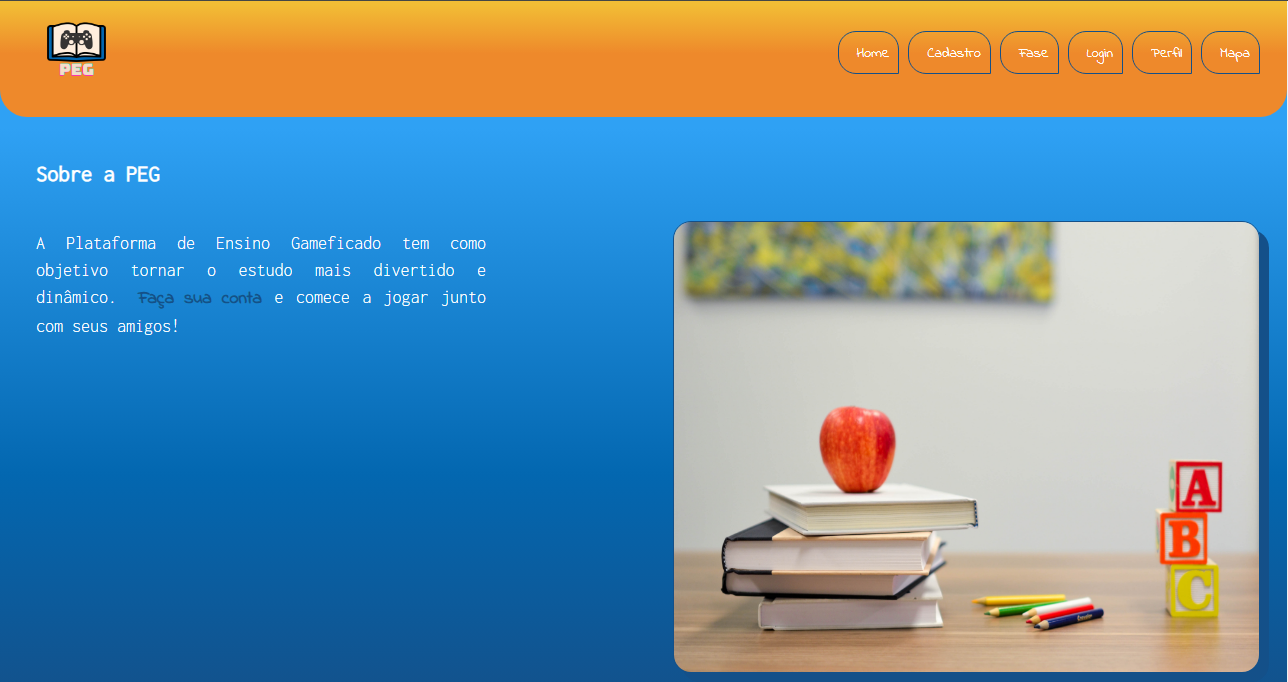 PEG
Home
Cadastro
Fase
Login
Perfil
Mapa
Sobre a PEG
A Plataforma de Ensino Gameficado tem como
objetivo tornar o estudo mais divertido e
dinâmico. Faça sua conta e comece a jogar junto
com seus amigos!
A
B
C